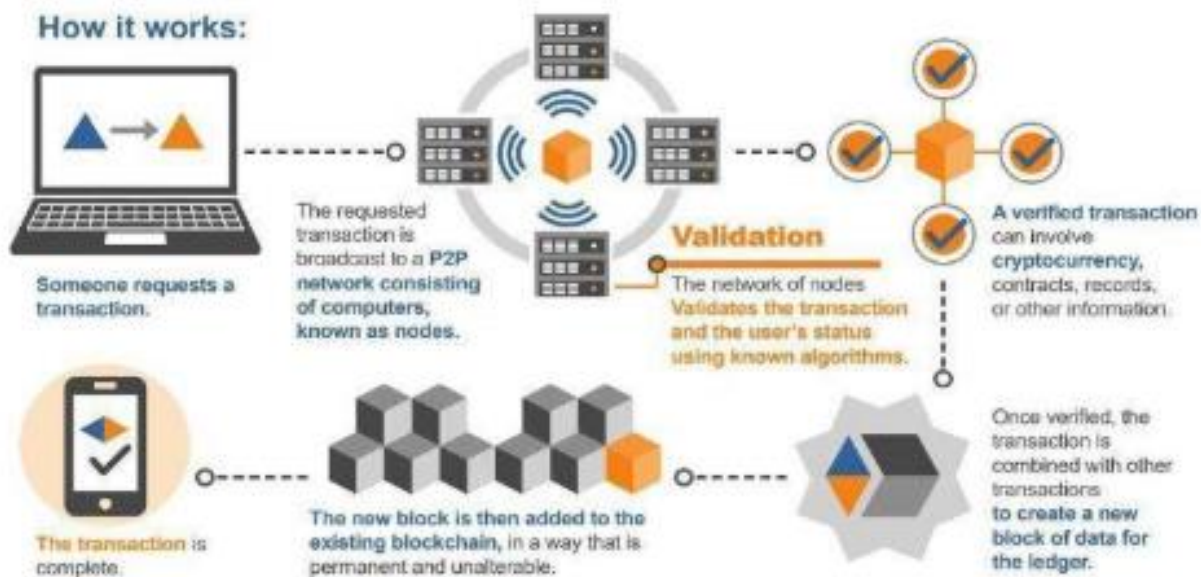 How it works:
Someone requests a
transaction.
The requested
transaction is
broadcast to a P2P
network consisting
of computers,
known as nodes.
Validation
The network of nodes
Validates the transaction
and the user's status
using known algorithms.
A verified transaction
can involve
cryptocurrency,
contracts, records,
or other information.
Once verified, the
transaction is
combined with other
transactions
to create a new
block of data for
the ledger.
The new block is then added to the
existing blockchain, in a way that is
permanent and unalterable.
The transaction is
complete.